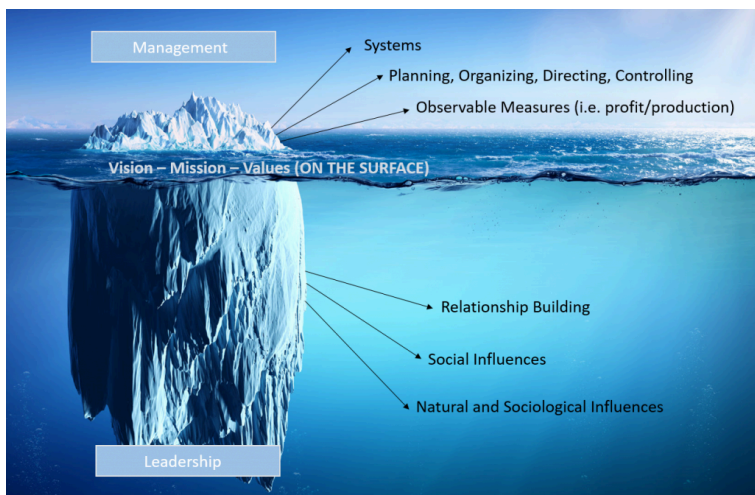 Management
Systems
Planning, Organizing, Directing, Controlling
Observable Measures (i.e. profit/production)
Vision – Mission – Values (ON THE SURFACE)
Relationship Building
Social Influences
Natural and Sociological Influences
Leadership